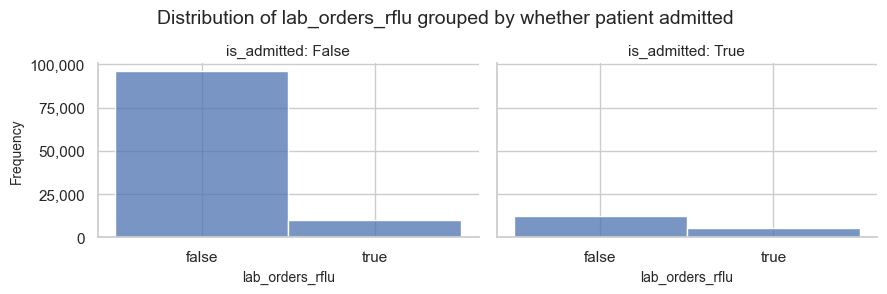 Distribution of lab_orders_rflu grouped by whether patient admitted
is_admitted: False
is_admitted: True
100,000
75,000
50,000
25,000
0
Frequency
false
true
false
true
lab_orders_rflu
lab_orders_rflu